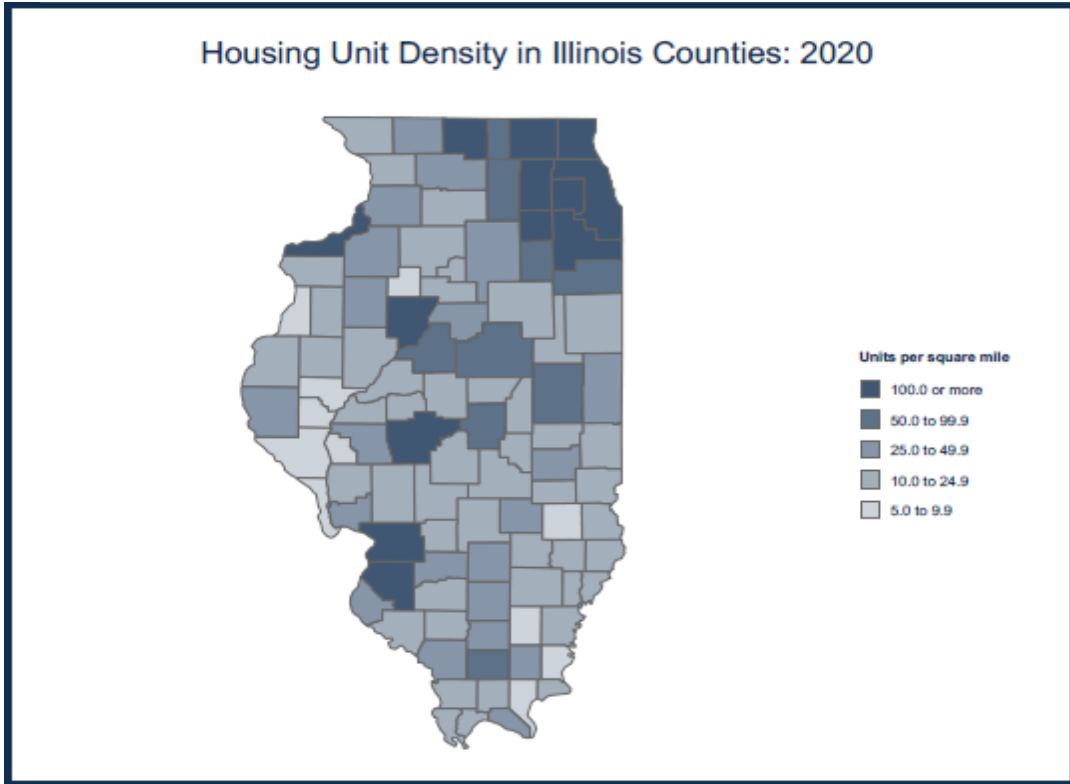 Housing Unit Density in Illinois Counties: 2020
Units per square mile
100.0 or more
50.0 to 99.9
25.0 to 49.9
10.0 to 24.9
5.0 to 9.9